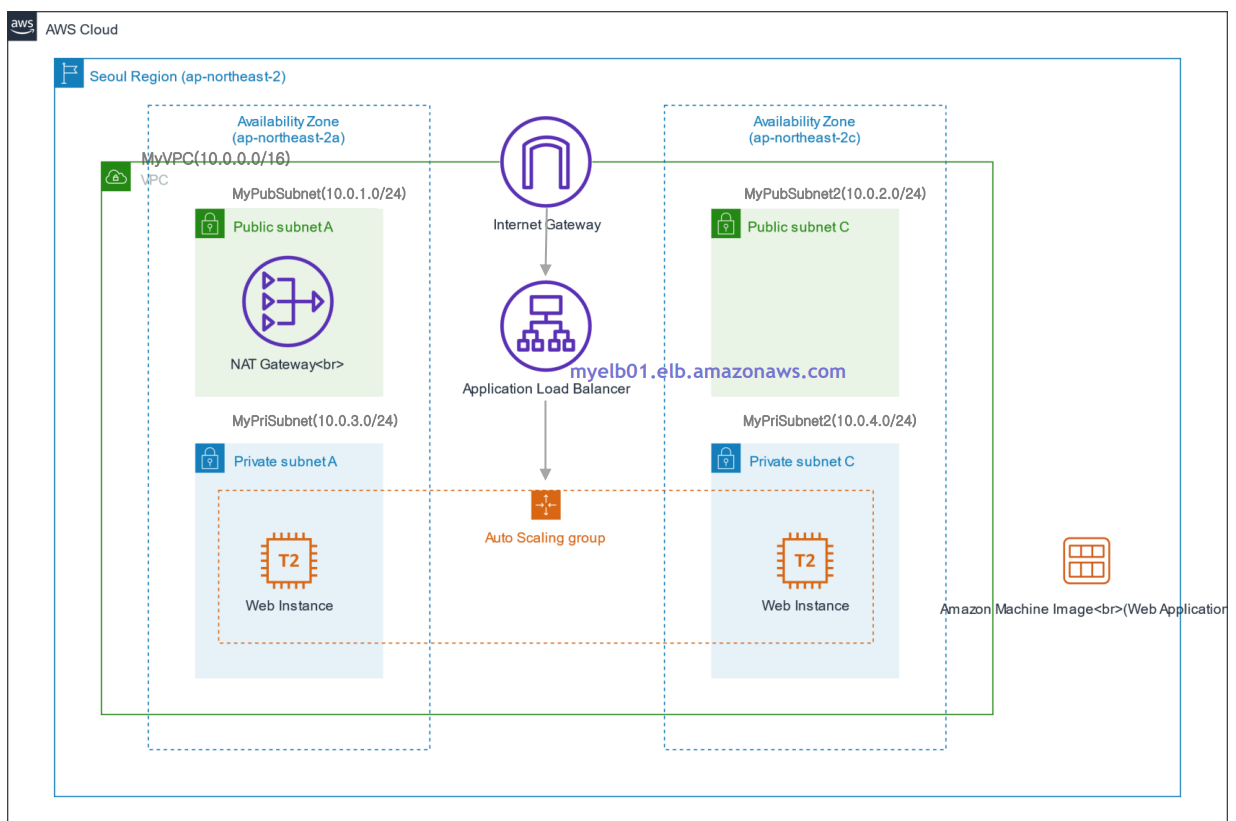 aws
AWS Cloud
Seoul Region (ap-northeast-2)
Availability Zone
(ap-northeast-2a)
Availability Zone
(ap-northeast-2c)
MyVPC(10.0.0.0/16)
VPC
MyPubSubnet(10.0.1.0/24)
MyPubSubnet2(10.0.2.0/24)
Public subnet A
Internet Gateway
Public subnet C
NAT Gateway<br>
myelb01.elb.amazonaws.com
Application Load Balancer
MyPriSubnet(10.0.3.0/24)
MyPriSubnet2(10.0.4.0/24)
Private subnet A
Private subnet C
Auto Scaling group
T2
Web Instance
T2
Web Instance
Amazon Machine Image<br>(Web Application